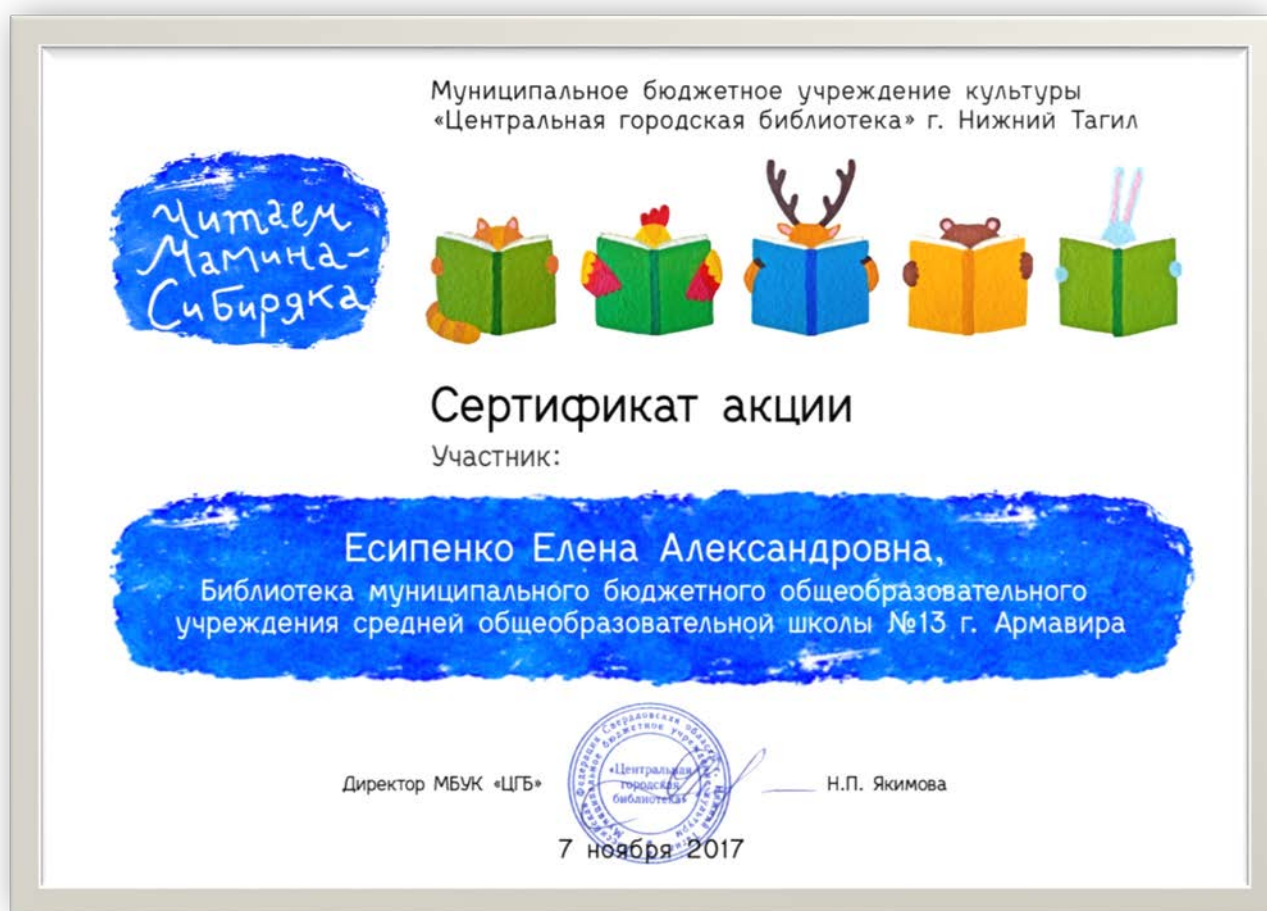 Муниципальное бюджетное учреждение культуры
«Центральная городская библиотека» г. Нижний Тагил
Читаем
Мамина-
Сибиряка
Сертификат акции
Участник:
Есипенко Елена Александровна,
Библиотека муниципального бюджетного общеобразовательного
учреждения средней общеобразовательной школы №13 г. Армавира
Директор МБУК «ЦГБ»
«Центральная
городская
библиотека»
Н.П. Якимова
7 ноября 2017